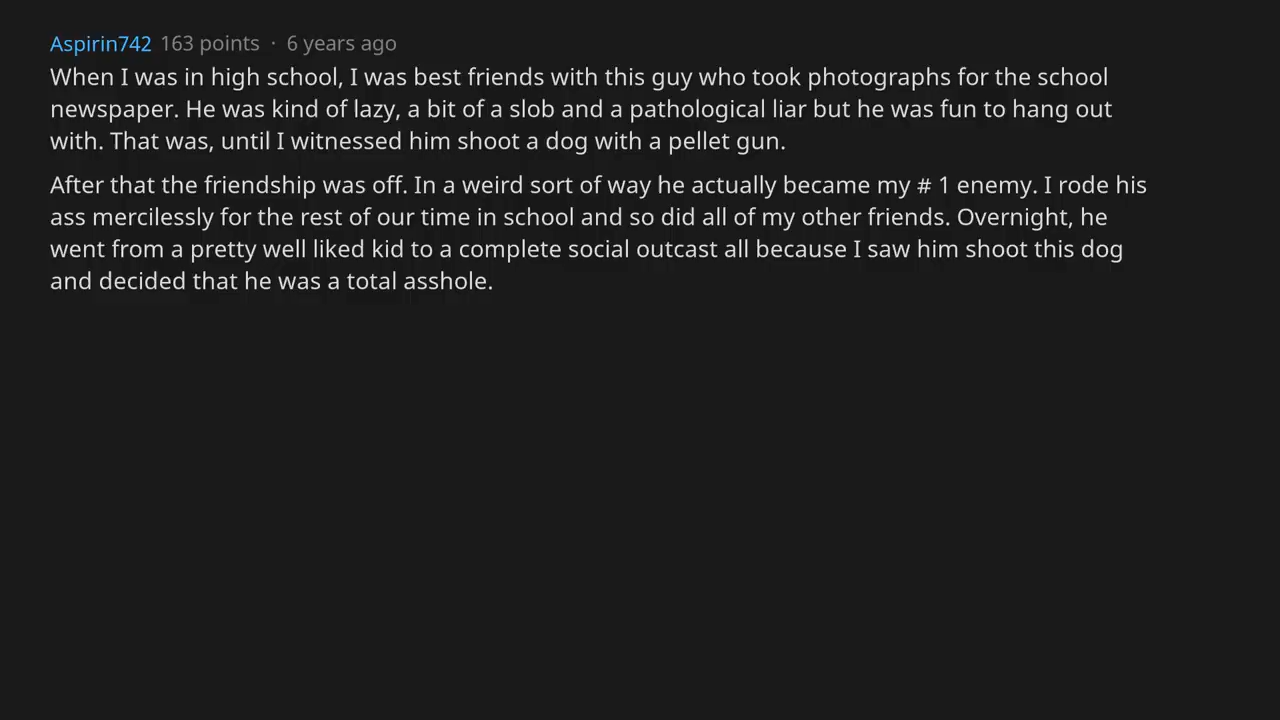 Aspirin742 163 points · 6 years ago
When I was in high school, I was best friends with this guy who took photographs for the school
newspaper. He was kind of lazy, a bit of a slob and a pathological liar but he was fun to hang out
with. That was, until I witnessed him shoot a dog with a pellet gun.
After that the friendship was off. In a weird sort of way he actually became my # 1 enemy. I rode his
ass mercilessly for the rest of our time in school and so did all of my other friends. Overnight, he
went from a pretty well liked kid to a complete social outcast all because I saw him shoot this dog
and decided that he was a total asshole.